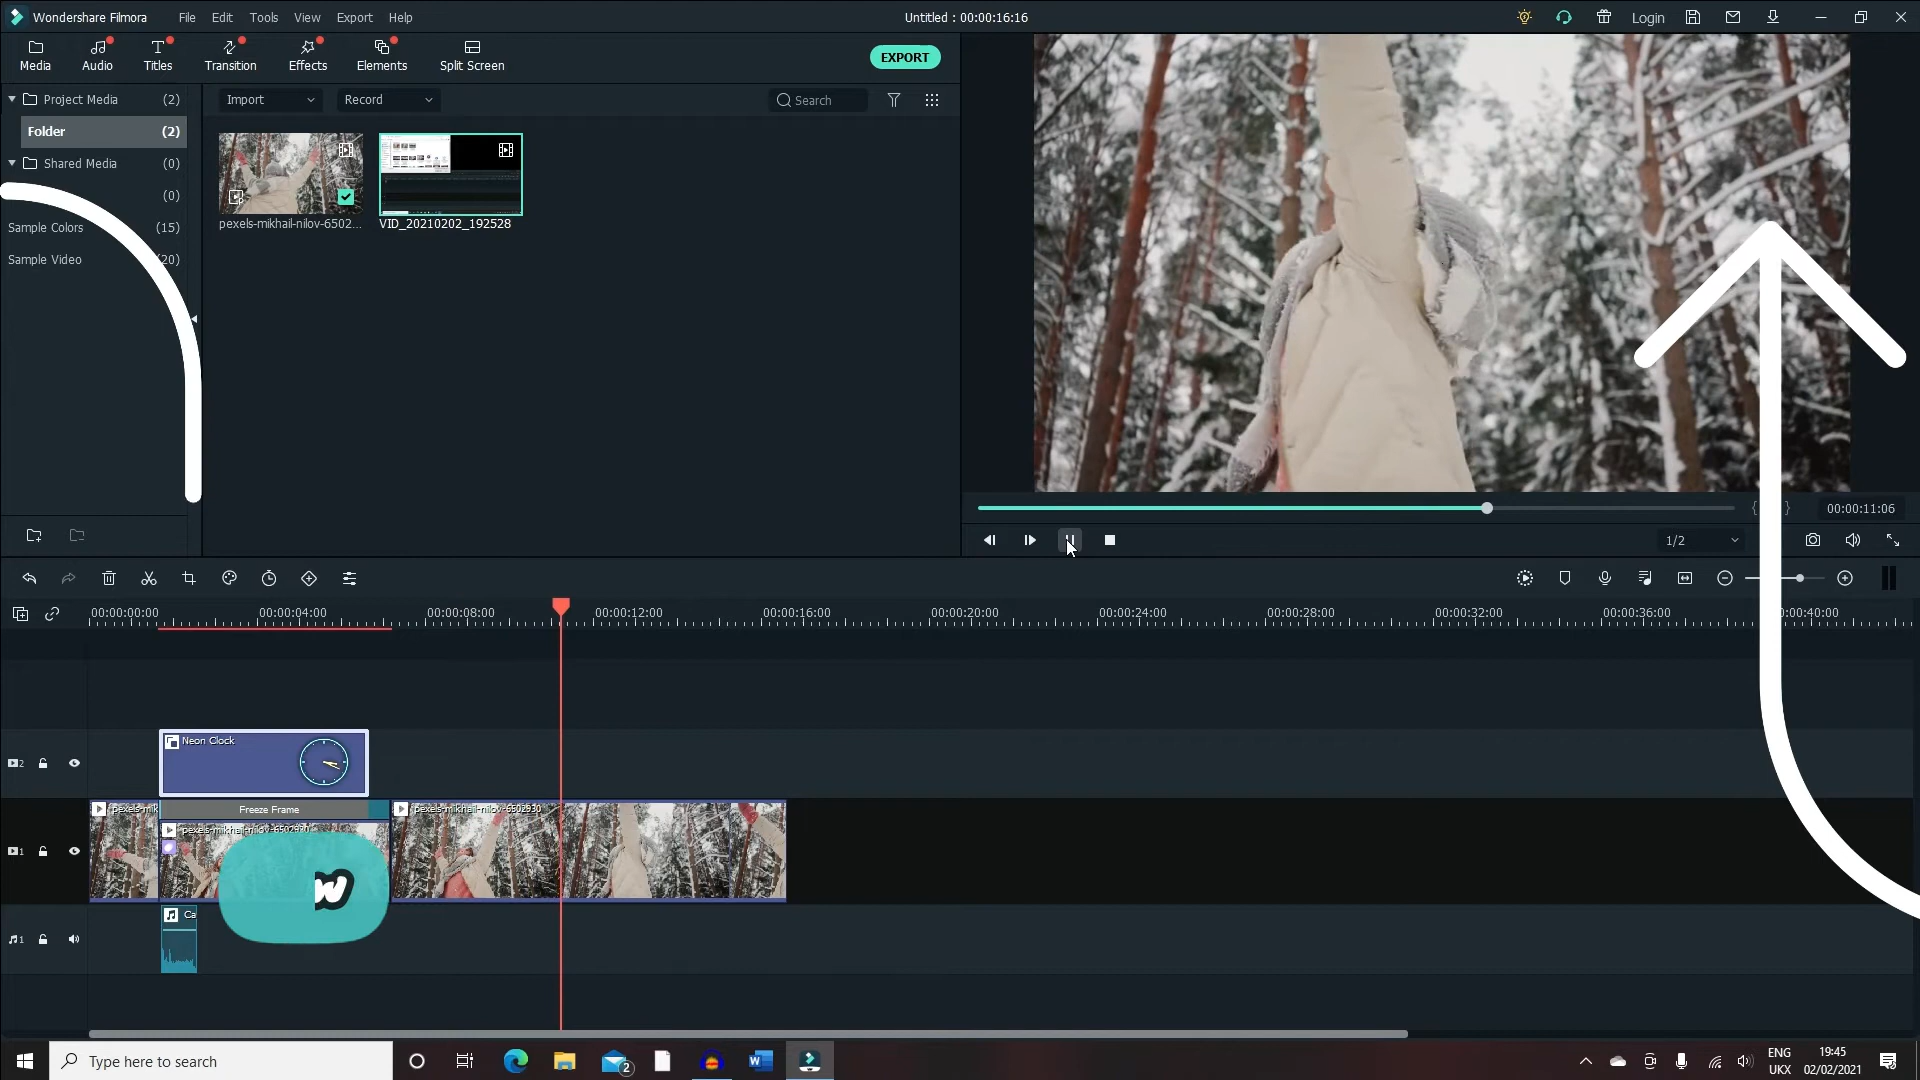 Wondershare Filmora File Edit Tools View Export Help Untitled : 00:00:16:16 Login
Media Audio Titles Transition Effects Elements Split Screen EXPORT
Project Media (2) Import Record Search
Folder (2)
Shared Media (0)
(0)
Sample Colors (15)
Sample Video (20)
pexels-mikhail-nilov-6502... VID_20210202_192528
00:00:11:06
1/2
00:00:00:00 00:00:04:00 00:00:08:00 00:00:12:00 00:00:16:00 00:00:20:00 00:00:24:00 00:00:28:00 00:00:32:00 00:00:36:00 00:00:40:00
2 Neon Clock
pexels-mik Freeze Frame pexels-mikhail-nilov-6502930
pexels-mikhail-nilov-6502930
1
W
Ca
1
Type here to search
2
W
ENG
UKX
19:45
02/02/2021